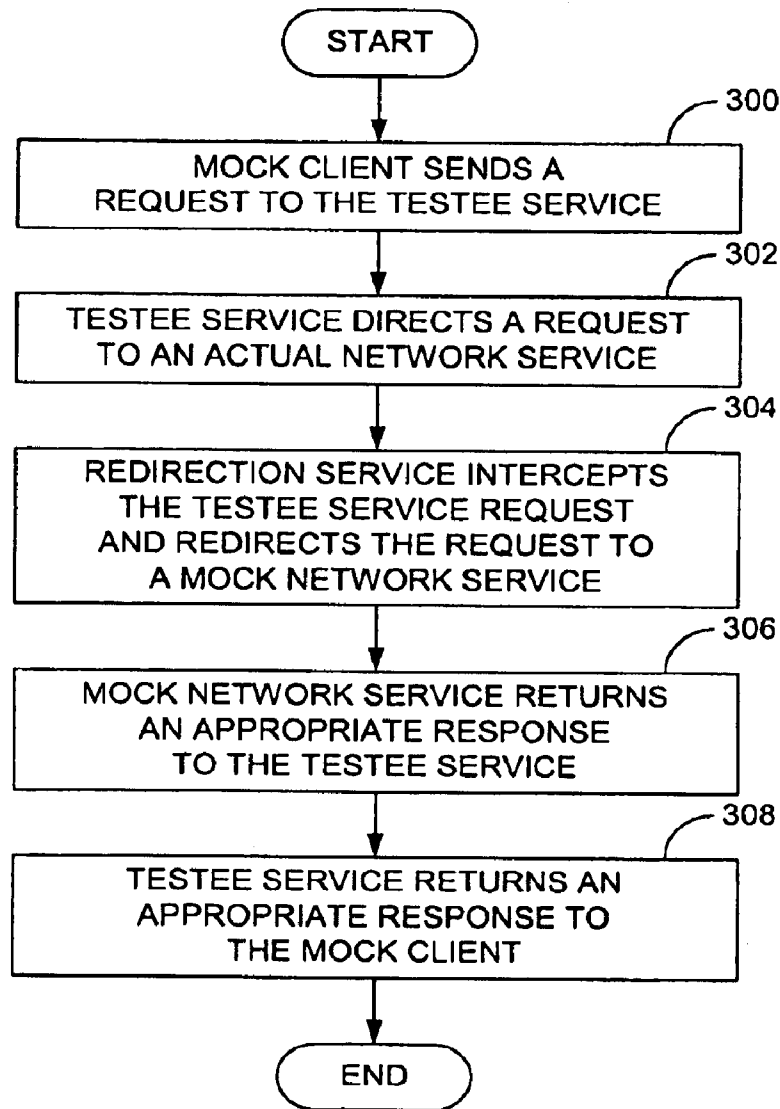 START
300
MOCK CLIENT SENDS A
REQUEST TO THE TESTEE SERVICE
302
TESTEE SERVICE DIRECTS A REQUEST
TO AN ACTUAL NETWORK SERVICE
304
REDIRECTION SERVICE INTERCEPTS
THE TESTEE SERVICE REQUEST
AND REDIRECTS THE REQUEST TO
A MOCK NETWORK SERVICE
306
MOCK NETWORK SERVICE RETURNS
AN APPROPRIATE RESPONSE
TO THE TESTEE SERVICE
308
TESTEE SERVICE RETURNS AN
APPROPRIATE RESPONSE TO
THE MOCK CLIENT
END